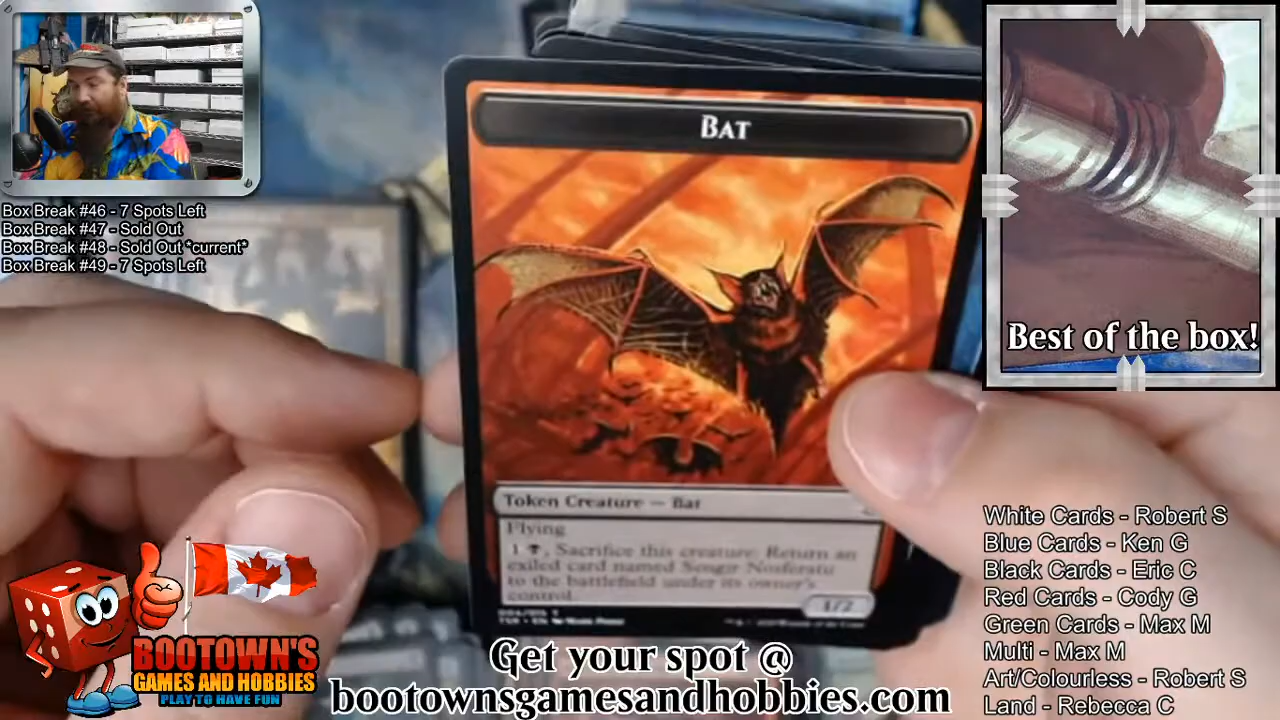 Box Break #46 - 7 Spots Left
Box Break #47 - Sold Out
Box Break #48 - Sold Out *current*
Box Break #49 - 7 Spots Left
BAT
Token Creature — Bat
Flying
1, Sacrifice this creature: Return an
exiled card named Sengir Nosferatu
to the battlefield under its owner's
control.
1/2
Best of the box!
White Cards - Robert S
Blue Cards - Ken G
Black Cards - Eric C
Red Cards - Cody G
Green Cards - Max M
Multi - Max M
Art/Colourless - Robert S
Land - Rebecca C
BOOTOWN'S
GAMES AND HOBBIES
PLAY TO HAVE FUN
Get your spot @
bootownsgamesandhobbies.com